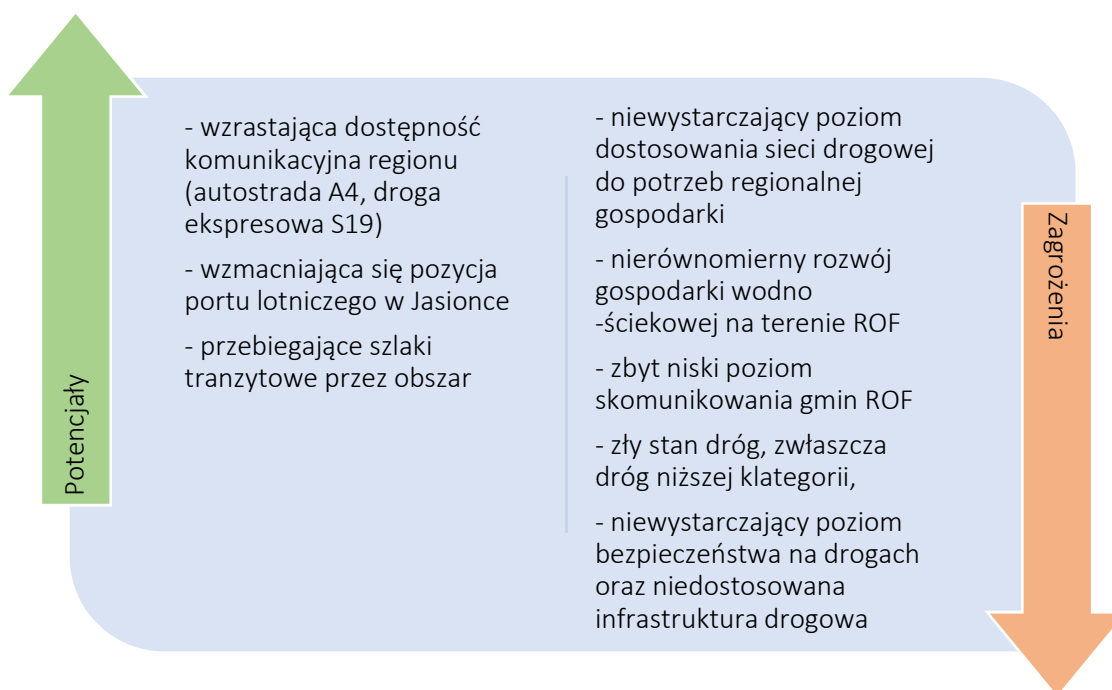 Potencjały
- wzrastająca dostępność
komunikacyjna regionu
(autostrada A4, droga
ekspresowa S19)
- wzmacniająca się pozycja
portu lotniczego w Jasionce
- przebiegające szlaki
tranzytowe przez obszar
- niewystarczający poziom
dostosowania sieci drogowej
do potrzeb regionalnej
gospodarki
- nierównomierny rozwój
gospodarki wodno
-ściekowej na terenie ROF
- zbyt niski poziom
skomunikowania gmin ROF
- zły stan dróg, zwłaszcza
dróg niższej klategorii,
- niewystarczający poziom
bezpieczeństwa na drogach
oraz niedostosowana
infrastruktura drogowa
Zagrożenia